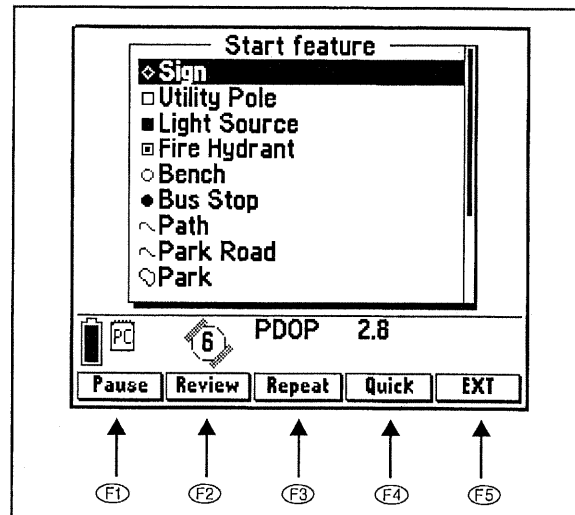 Start feature
Sign
Utility Pole
Light Source
Fire Hydrant
Bench
Bus Stop
Path
Park Road
Park
PC 6 PDOP 2.8
Pause Review Repeat Quick EXT
F1 F2 F3 F4 F5